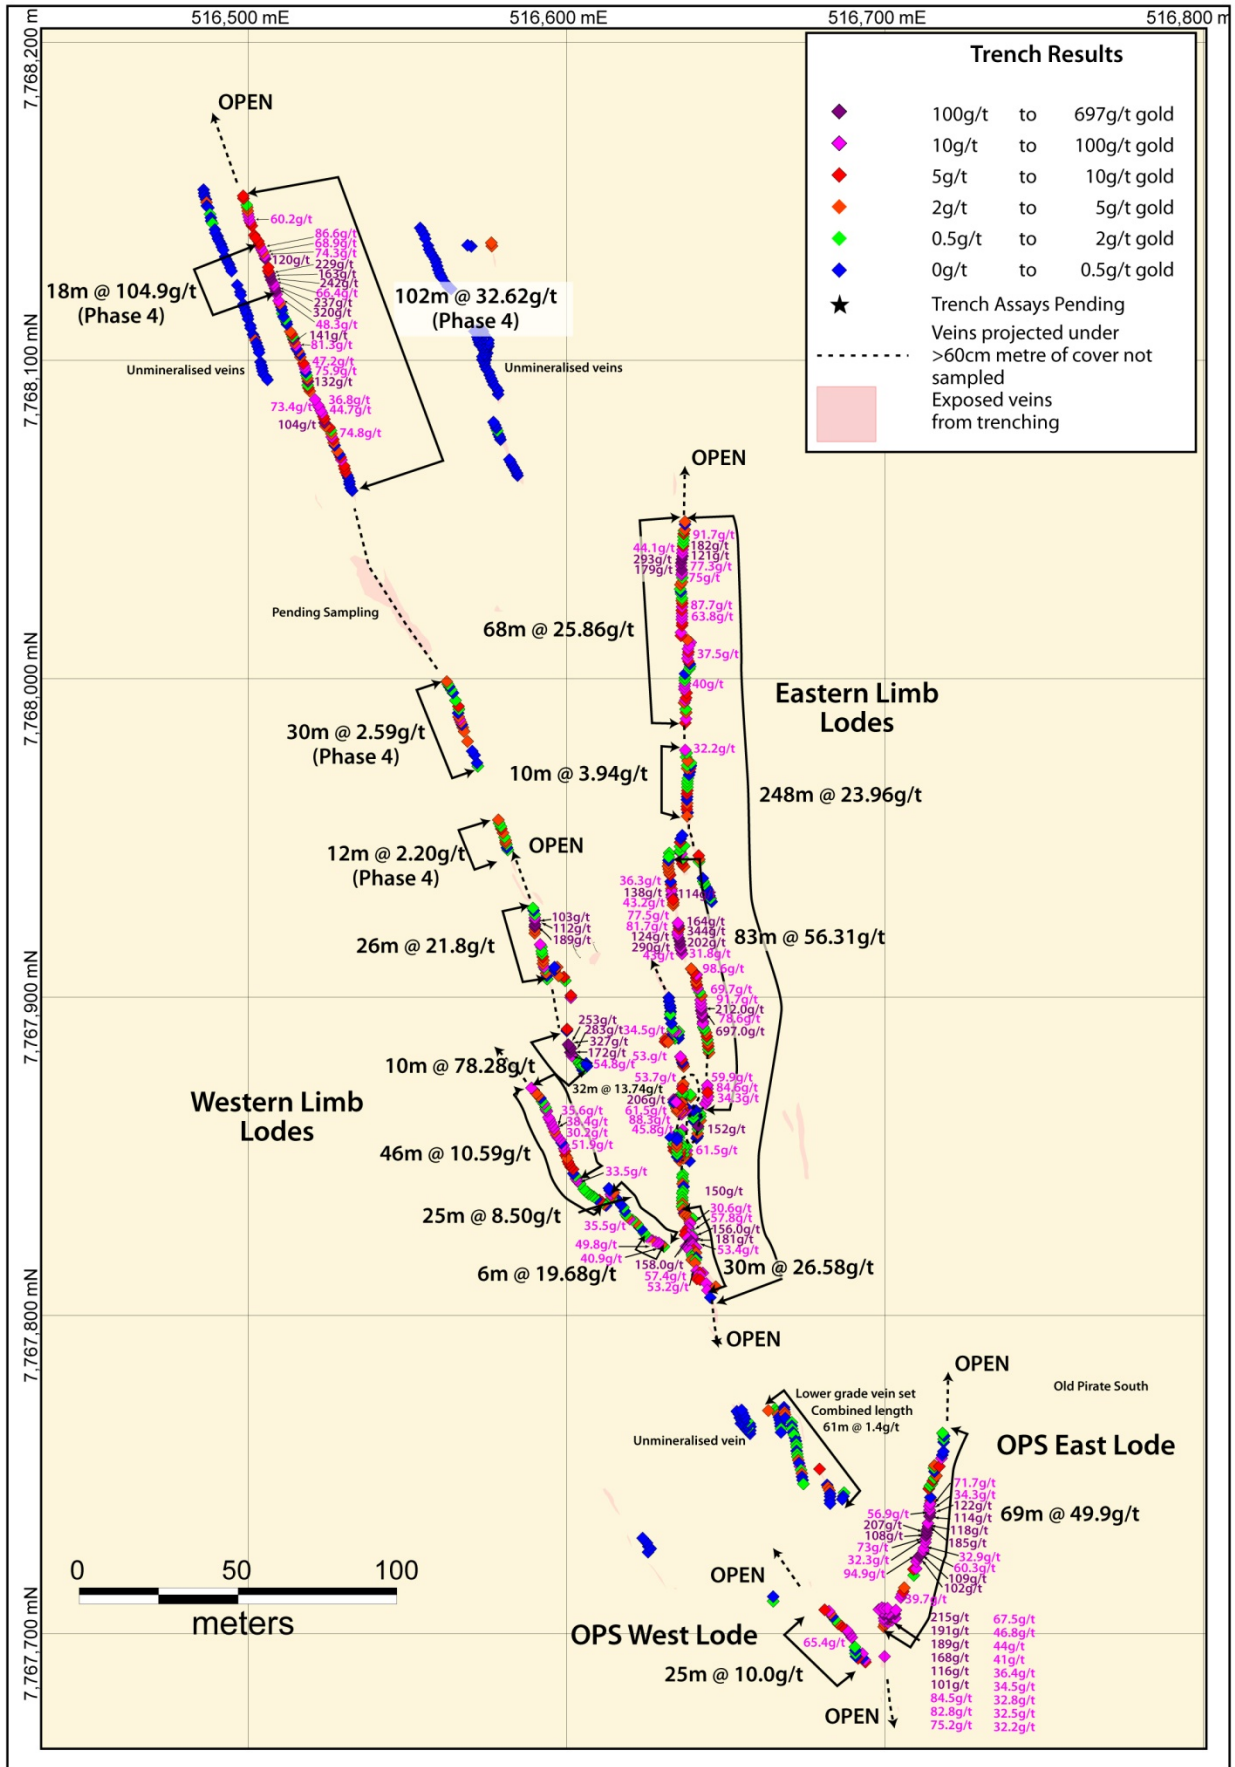 516,500 mE
516,600 mE
516,700 mE
516,800 m
7,768,200 m
7,768,100 mN
7,768,000 mN
7,767,900 mN
7,767,800 mN
7,767,700 mN
Trench Results
100g/t to 697g/t gold
10g/t to 100g/t gold
5g/t to 10g/t gold
2g/t to 5g/t gold
0.5g/t to 2g/t gold
0g/t to 0.5g/t gold
Trench Assays Pending
Veins projected under
>60cm metre of cover not
sampled
Exposed veins
from trenching
OPEN
60.2g/t
86.6g/t
68.9g/t
74.3g/t
120g/t
229g/t
163g/t
242g/t
66.4g/t
237g/t
320g/t
48.3g/t
141g/t
81.3g/t
47.2g/t
75.9g/t
132g/t
36.8g/t
73.4g/t
44.7g/t
104g/t
74.8g/t
18m @ 104.9g/t
(Phase 4)
Unmineralised veins
102m @ 32.62g/t
(Phase 4)
Unmineralised veins
Pending Sampling
OPEN
91.7g/t
44.1g/t
182g/t
293g/t
121g/t
179g/t
77.3g/t
75g/t
87.7g/t
63.8g/t
68m @ 25.86g/t
37.5g/t
40g/t
Eastern Limb
Lodes
30m @ 2.59g/t
(Phase 4)
32.2g/t
10m @ 3.94g/t
248m @ 23.96g/t
12m @ 2.20g/t
(Phase 4)
OPEN
36.3g/t
138g/t
114g
43.2g/t
77.5g/t
81.7g/t
124g/t
290g/t
43g/t
164g/t
344g/t
202g/t
31.8g/t
83m @ 56.31g/t
103g/t
112g/t
189g/t
26m @ 21.8g/t
98.6g/t
69.7g/t
91.7g/t
212.0g/t
78.6g/t
697.0g/t
253g/t
283g/t
327g/t
172g/t
54.8g/t
34.5g/t
53.g/t
10m @ 78.28g/t
32m @ 13.74g/t
53.7g/t
206g/t
61.5g/t
88.3g/t
45.8g/t
59.9g/t
84.6g/t
34.3g/t
152g/t
61.5g/t
Western Limb
Lodes
35.6g/t
38.4g/t
30.2g/t
51.9g/t
46m @ 10.59g/t
33.5g/t
150g/t
25m @ 8.50g/t
35.5g/t
30.6g/t
57.8g/t
156.0g/t
181g/t
53.4g/t
49.8g/t
40.9g/t
158.0g/t
57.4g/t
53.2g/t
6m @ 19.68g/t
30m @ 26.58g/t
OPEN
OPEN
Old Pirate South
Lower grade vein set
Combined length
61m @ 1.4g/t
Unmineralised vein
OPS East Lode
69m @ 49.9g/t
71.7g/t
34.3g/t
122g/t
114g/t
118g/t
185g/t
56.9g/t
207g/t
108g/t
73g/t
32.3g/t
94.9g/t
32.9g/t
60.3g/t
109g/t
102g/t
39.7g/t
0 50 100
meters
OPEN
OPS West Lode
65.4g/t
25m @ 10.0g/t
OPEN
215g/t 67.5g/t
191g/t 46.8g/t
189g/t 44g/t
168g/t 41g/t
116g/t 36.4g/t
101g/t 34.5g/t
84.5g/t 32.8g/t
82.8g/t 32.5g/t
75.2g/t 32.2g/t